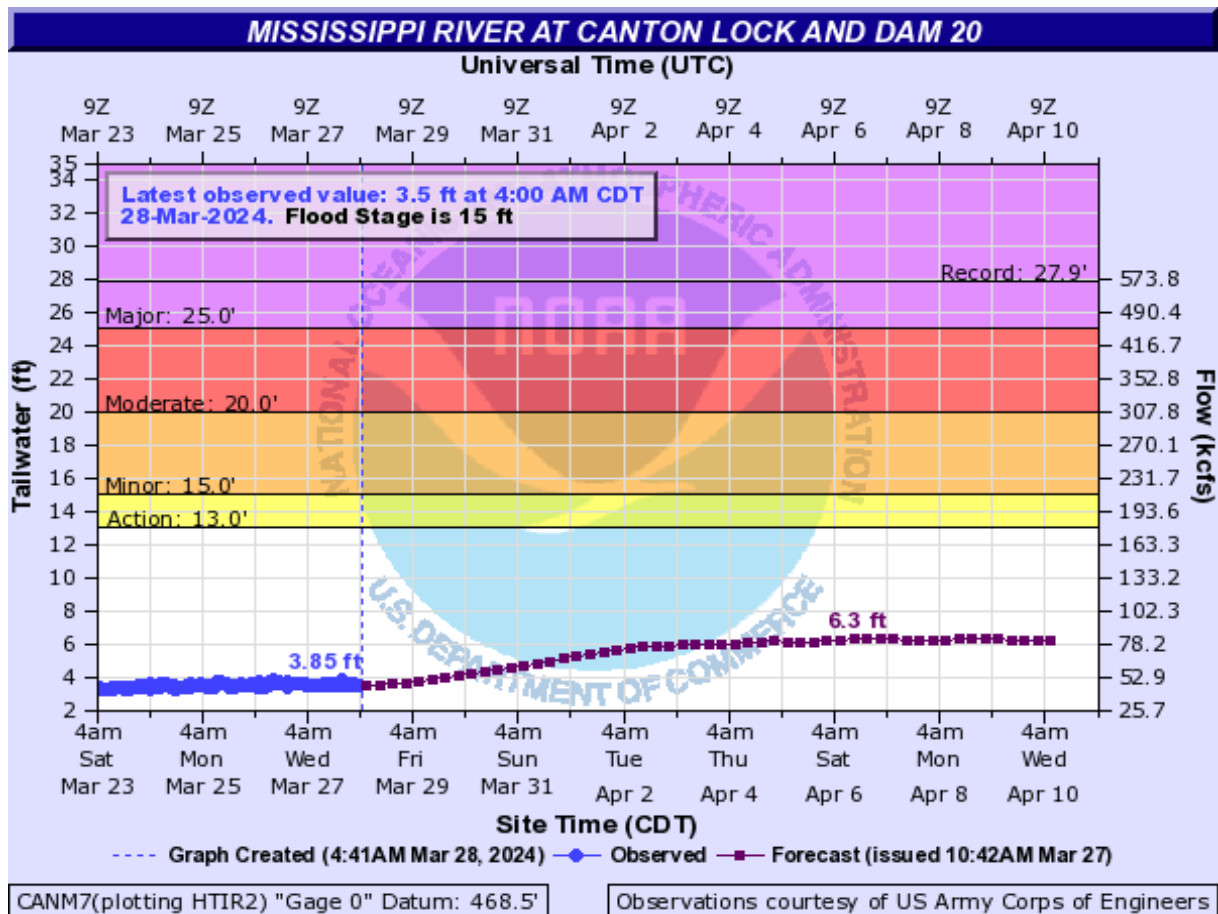 MISSISSIPPI RIVER AT CANTON LOCK AND DAM 20
Universal Time (UTC)
9Z 9Z 9Z 9Z 9Z 9Z 9Z 9Z 9Z 9Z
Mar 23 Mar 25 Mar 27 Mar 29 Mar 31 Apr 2 Apr 4 Apr 6 Apr 8 Apr 10
Latest observed value: 3.5 ft at 4:00 AM CDT
28-Mar-2024. Flood Stage is 15 ft
35
34
32
30
28
26
24
22
20
18
16
14
12
10
8
6
4
2
Tailwater (ft)
Record: 27.9'
Major: 25.0'
Moderate: 20.0'
Minor: 15.0'
Action: 13.0'
NATIONAL OCEANIC AND ATMOSPHERIC ADMINISTRATION
NOAA
U.S. DEPARTMENT OF COMMERCE
3.85 ft
6.3 ft
573.8
490.4
416.7
352.8
307.8
270.1
231.7
193.6
163.3
133.2
102.3
78.2
52.9
25.7
Flow (kcfs)
4am 4am 4am 4am 4am 4am 4am 4am 4am 4am
Sat Mon Wed Fri Sun Tue Thu Sat Mon Wed
Mar 23 Mar 25 Mar 27 Mar 29 Mar 31 Apr 2 Apr 4 Apr 6 Apr 8 Apr 10
Site Time (CDT)
Graph Created (4:41AM Mar 28, 2024) Observed Forecast (issued 10:42AM Mar 27)
CANM7(plotting HTIR2) "Gage 0" Datum: 468.5'
Observations courtesy of US Army Corps of Engineers